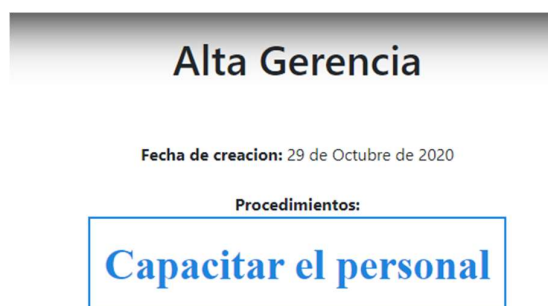 Alta Gerencia
Fecha de creacion: 29 de Octubre de 2020
Procedimientos:
Capacitar el personal